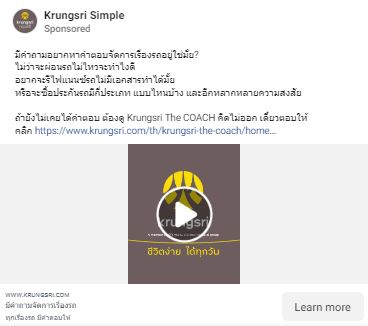 Krungsri Simple
Sponsored
มีคำถามอยากหาคำตอบจัดการเรื่องรถอยู่ใช่มั้ย?
ไม่ว่าจะผ่อนรถไม่ไหวจะทำไงดี
อยากจะรีไฟแนนซ์รถไม่มีเอกสารทำได้มั้ย
หรือจะซื้อประกันรถมีกี่ประเภท แบบไหนบ้าง และอีกหลากหลายความสงสัย
ถ้ายังไม่เคยได้คำตอบ ต้องดู Krungsri The COACH คิดไม่ออก เดี๋ยวตอบให้
คลิก https://www.krungsri.com/th/krungsri-the-coach/home...
krungsri
ชีวิตง่าย ได้ทุกวัน
WWW.KRUNGSRI.COM
มีคำถามจัดการเรื่องรถ
ทุกเรื่องรถ มีคำตอบให้
Learn more